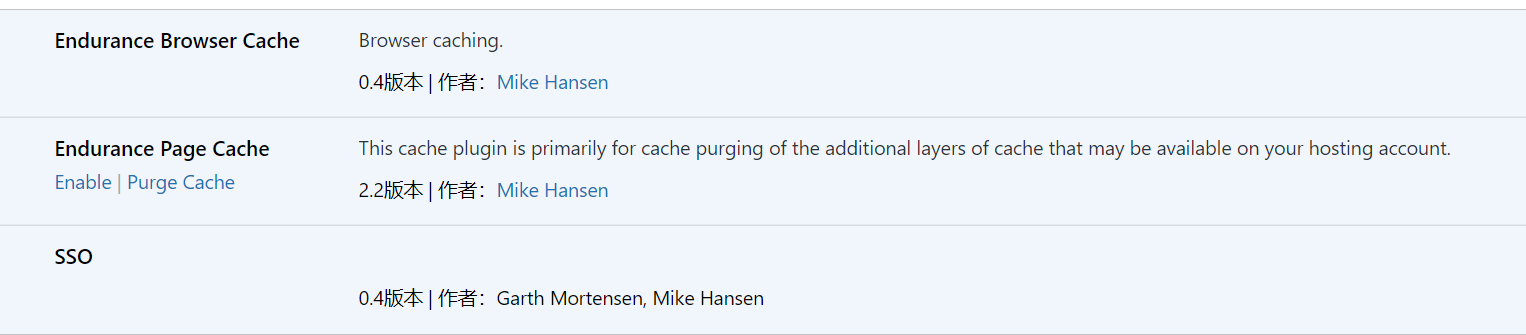 Endurance Browser Cache
Browser caching.
0.4版本 | 作者：Mike Hansen
Endurance Page Cache
This cache plugin is primarily for cache purging of the additional layers of cache that may be available on your hosting account.
Enable | Purge Cache
2.2版本 | 作者：Mike Hansen
SSO
0.4版本 | 作者：Garth Mortensen, Mike Hansen